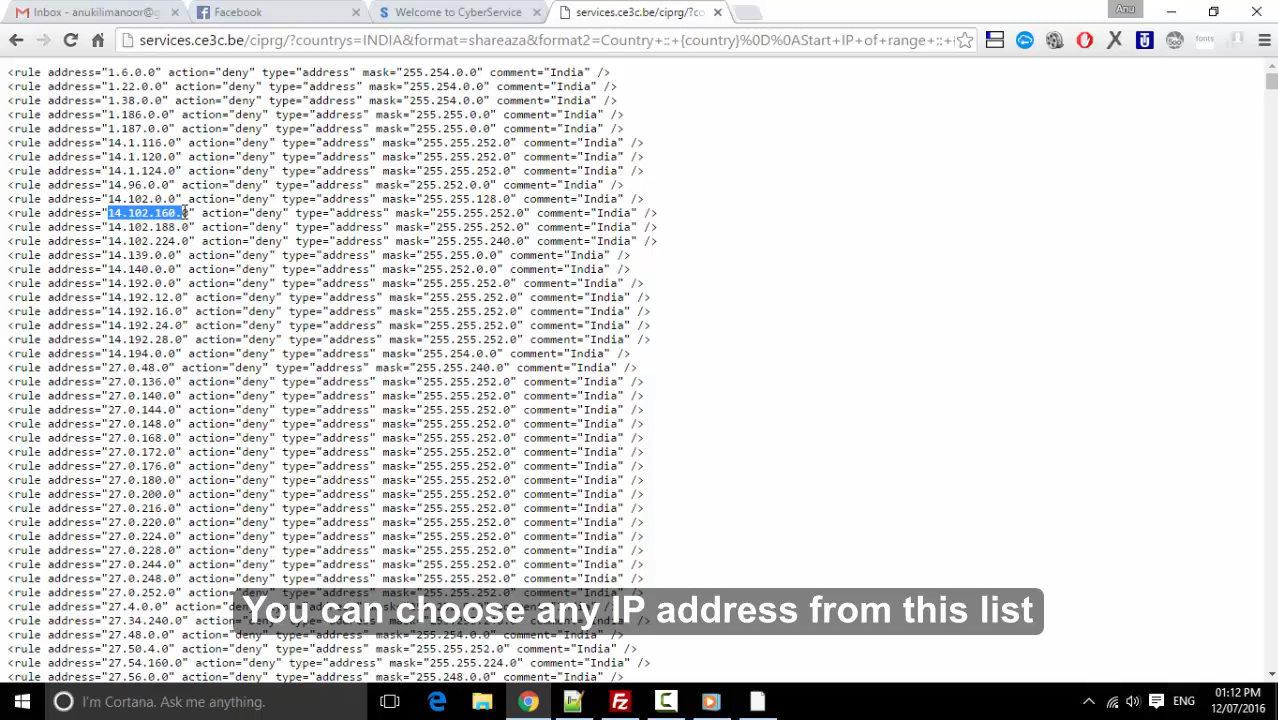 Inbox - anukilimanoor@g
Facebook
Welcome to CyberService
services.ce3c.be/ciprg/?co
Anu
services.ce3c.be/ciprg/?countrys=INDIA&format=shareaza&format2=Country+::+{country}%0D%0AStart+IP+of+range+::+
fonts
<rule address="1.6.0.0" action="deny" type="address" mask="255.254.0.0" comment="India" />
<rule address="1.22.0.0" action="deny" type="address" mask="255.254.0.0" comment="India" />
<rule address="1.38.0.0" action="deny" type="address" mask="255.254.0.0" comment="India" />
<rule address="1.186.0.0" action="deny" type="address" mask="255.255.0.0" comment="India" />
<rule address="1.187.0.0" action="deny" type="address" mask="255.255.0.0" comment="India" />
<rule address="14.1.116.0" action="deny" type="address" mask="255.255.252.0" comment="India" />
<rule address="14.1.120.0" action="deny" type="address" mask="255.255.252.0" comment="India" />
<rule address="14.1.124.0" action="deny" type="address" mask="255.255.252.0" comment="India" />
<rule address="14.96.0.0" action="deny" type="address" mask="255.252.0.0" comment="India" />
<rule address="14.102.0.0" action="deny" type="address" mask="255.255.128.0" comment="India" />
<rule address="14.102.160.0" action="deny" type="address" mask="255.255.252.0" comment="India" />
<rule address="14.102.188.0" action="deny" type="address" mask="255.255.252.0" comment="India" />
<rule address="14.102.224.0" action="deny" type="address" mask="255.255.240.0" comment="India" />
<rule address="14.139.0.0" action="deny" type="address" mask="255.255.0.0" comment="India" />
<rule address="14.140.0.0" action="deny" type="address" mask="255.252.0.0" comment="India" />
<rule address="14.192.0.0" action="deny" type="address" mask="255.255.252.0" comment="India" />
<rule address="14.192.12.0" action="deny" type="address" mask="255.255.252.0" comment="India" />
<rule address="14.192.16.0" action="deny" type="address" mask="255.255.252.0" comment="India" />
<rule address="14.192.24.0" action="deny" type="address" mask="255.255.252.0" comment="India" />
<rule address="14.192.28.0" action="deny" type="address" mask="255.255.252.0" comment="India" />
<rule address="14.194.0.0" action="deny" type="address" mask="255.254.0.0" comment="India" />
<rule address="27.0.48.0" action="deny" type="address" mask="255.255.240.0" comment="India" />
<rule address="27.0.136.0" action="deny" type="address" mask="255.255.252.0" comment="India" />
<rule address="27.0.140.0" action="deny" type="address" mask="255.255.252.0" comment="India" />
<rule address="27.0.144.0" action="deny" type="address" mask="255.255.252.0" comment="India" />
<rule address="27.0.148.0" action="deny" type="address" mask="255.255.252.0" comment="India" />
<rule address="27.0.168.0" action="deny" type="address" mask="255.255.252.0" comment="India" />
<rule address="27.0.172.0" action="deny" type="address" mask="255.255.252.0" comment="India" />
<rule address="27.0.176.0" action="deny" type="address" mask="255.255.252.0" comment="India" />
<rule address="27.0.180.0" action="deny" type="address" mask="255.255.252.0" comment="India" />
<rule address="27.0.200.0" action="deny" type="address" mask="255.255.252.0" comment="India" />
<rule address="27.0.216.0" action="deny" type="address" mask="255.255.252.0" comment="India" />
<rule address="27.0.220.0" action="deny" type="address" mask="255.255.252.0" comment="India" />
<rule address="27.0.224.0" action="deny" type="address" mask="255.255.252.0" comment="India" />
<rule address="27.0.228.0" action="deny" type="address" mask="255.255.252.0" comment="India" />
<rule address="27.0.244.0" action="deny" type="address" mask="255.255.252.0" comment="India" />
<rule address="27.0.248.0" action="deny" type="address" mask="255.255.252.0" comment="India" />
<rule address="27.0.252.0"
<rule address="27.4.0.0"
<rule address="27.34.240.0"
You can choose any IP address from this list
<rule address="27.48.0.0"
<rule address="27.50.4.0" action="deny" type="address" mask="255.255.252.0" comment="India" />
<rule address="27.54.160.0" action="deny" type="address" mask="255.255.224.0" comment="India" />
<rule address="27.56.0.0" action="deny" type="address" mask="255.248.0.0" comment="India" />
I'm Cortana. Ask me anything.
ENG
01:12 PM
12/07/2016